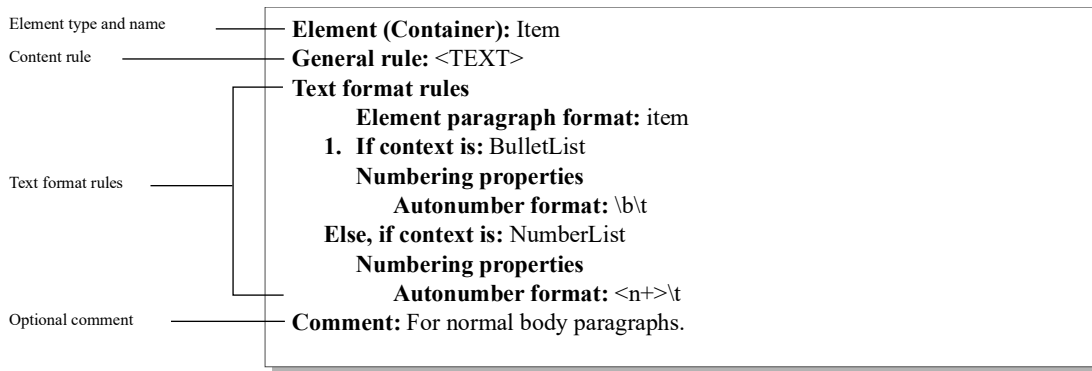 Element type and name
Element (Container): Item
Content rule
General rule: <TEXT>
Text format rules
Element paragraph format: item
1. If context is: BulletList
Numbering properties
Text format rules
Autonumber format: \b\t
Else, if context is: NumberList
Numbering properties
Autonumber format: <n+>\t
Optional comment
Comment: For normal body paragraphs.